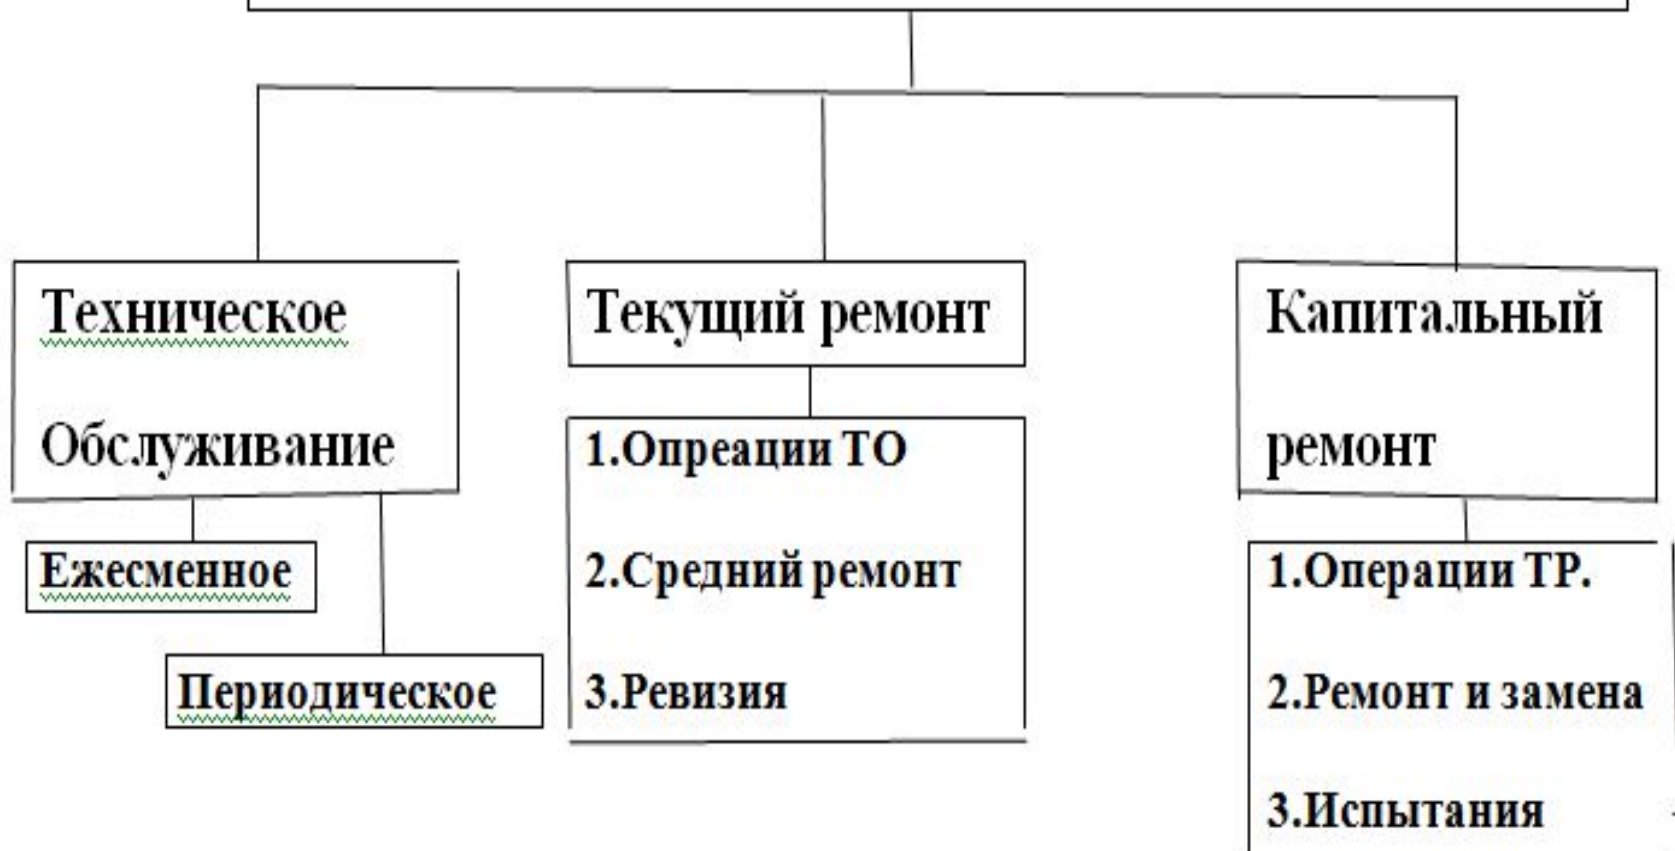 Техническое
Обслуживание
Ежесменное
Периодическое
Текущий ремонт
1.Опреации ТО
2.Средний ремонт
3.Ревизия
Капитальный
ремонт
1.Операции ТР.
2.Ремонт и замена
3.Испытания